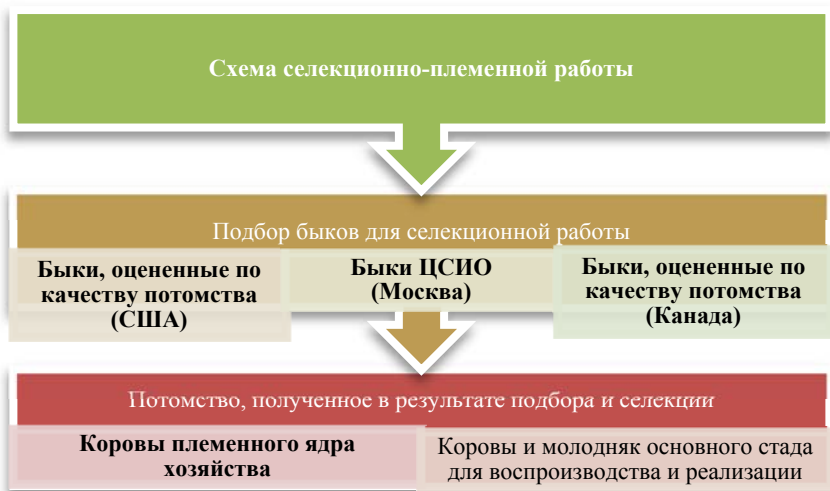 Схема селекционно-племенной работы
Подбор быков для селекционной работы
Быки, оцененные по
качеству потомства
(США)
Быки ЦСИО
(Москва)
Быки, оцененные по
качеству потомства
(Канада)
Потомство, полученное в результате подбора и селекции
Коровы племенного ядра
хозяйства
Коровы и молодняк основного стада
для воспроизводства и реализации